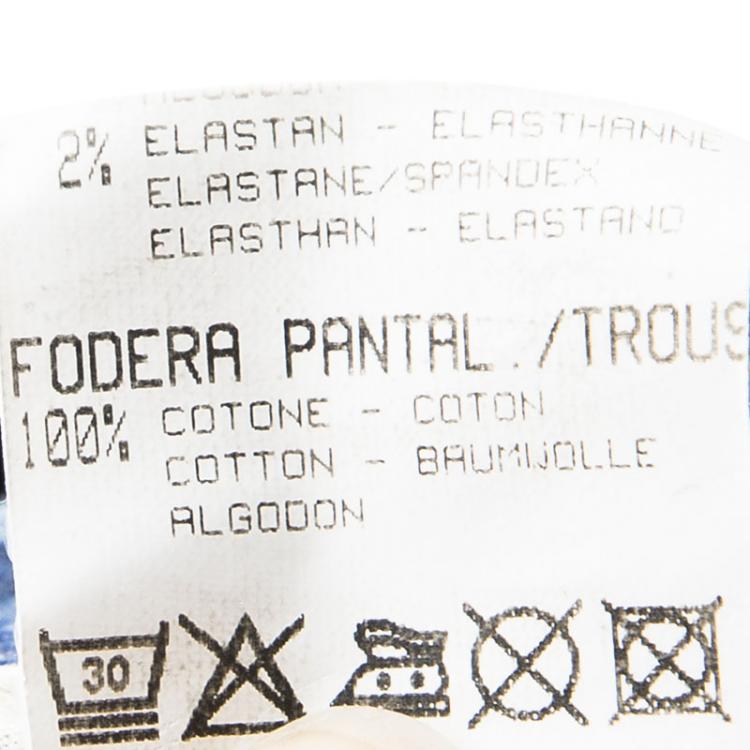 2% ELASTAN - ELASTHANNE
ELASTANE/SPANDEX
ELASTHAN - ELASTANO
FODERA PANTAL./TROUS
100% COTONE - COTON
COTTON - BAUMWOLLE
ALGODON
30